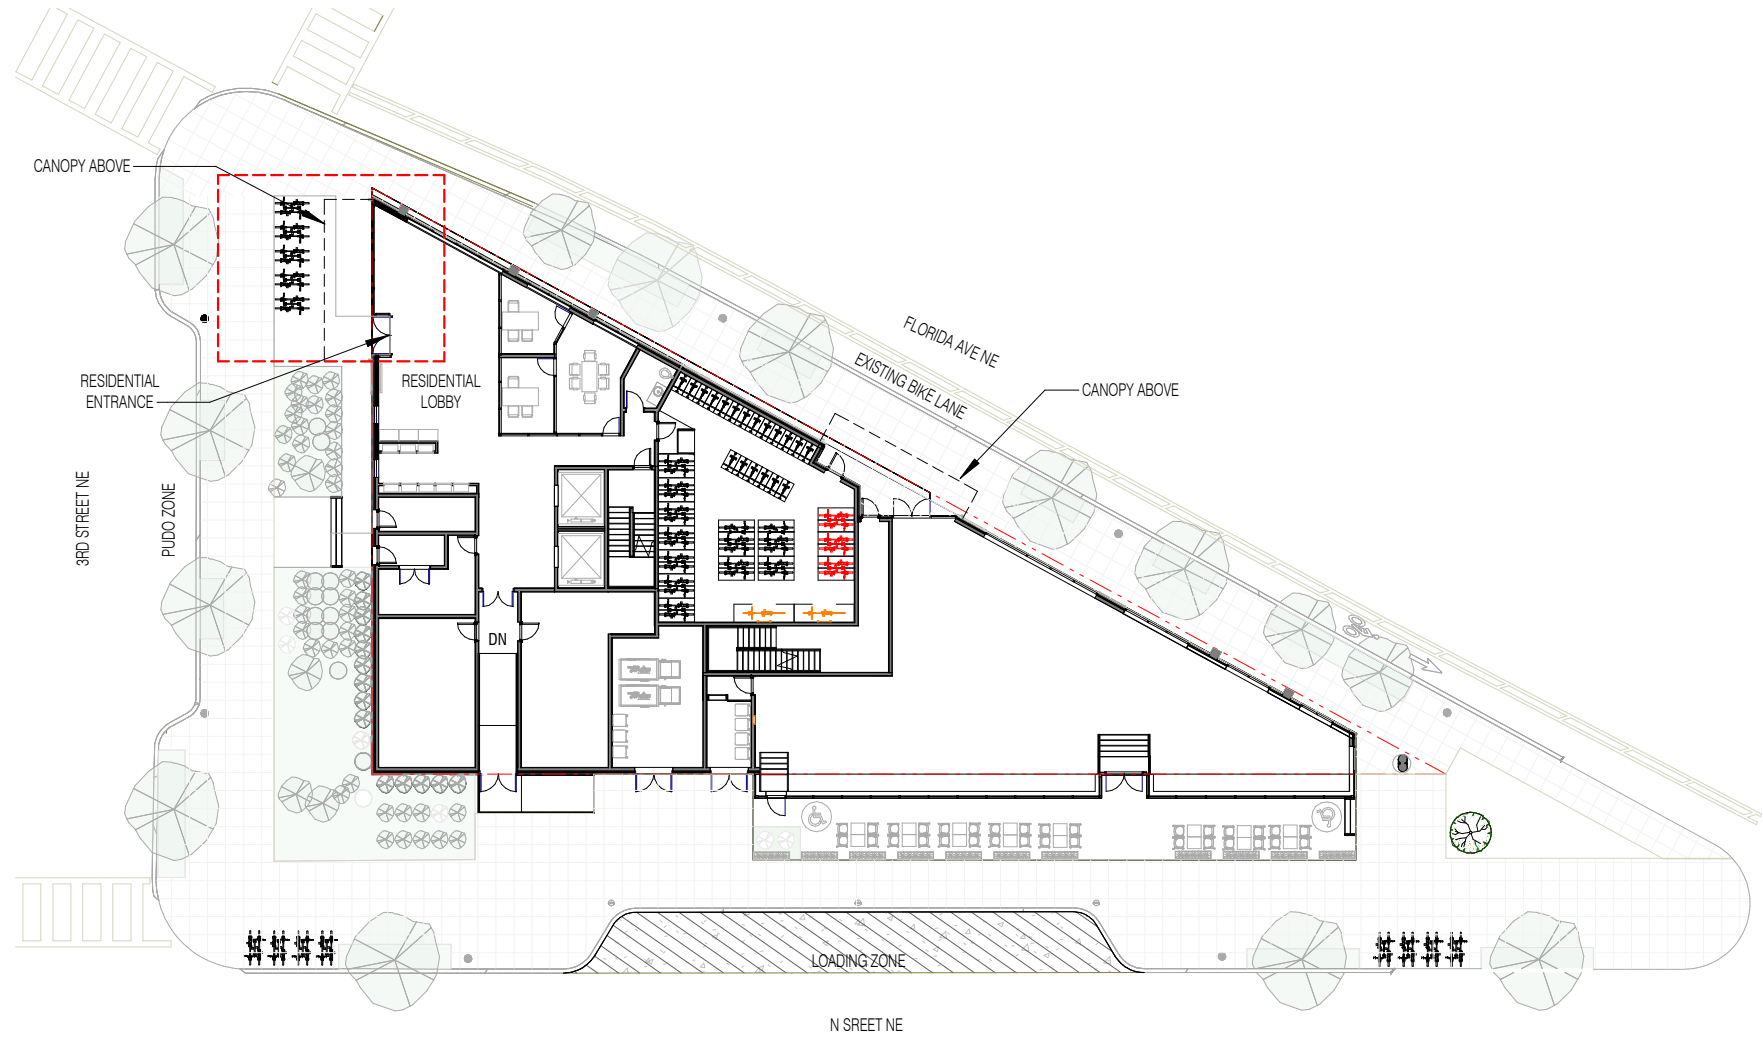 CANOPY ABOVE
FLORIDA AVE NE
EXISTING BIKE LANE
CANOPY ABOVE
RESIDENTIAL
ENTRANCE
RESIDENTIAL
LOBBY
3RD STREET NE
PUDO ZONE
DN
LOADING ZONE
N SREET NE